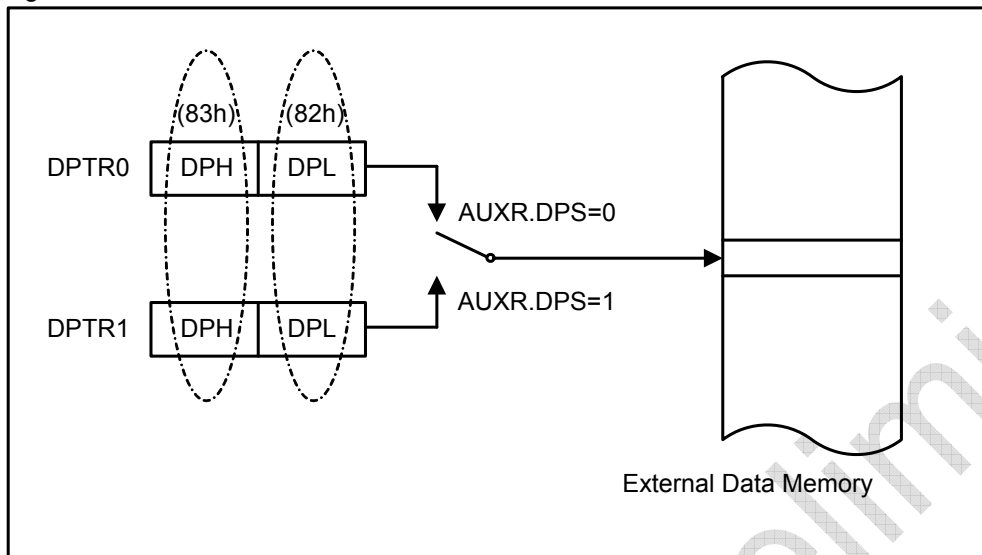 (83h) (82h)
DPTR0 DPH DPL
AUXR.DPS=0
AUXR.DPS=1
DPTR1 DPH DPL
External Data Memory